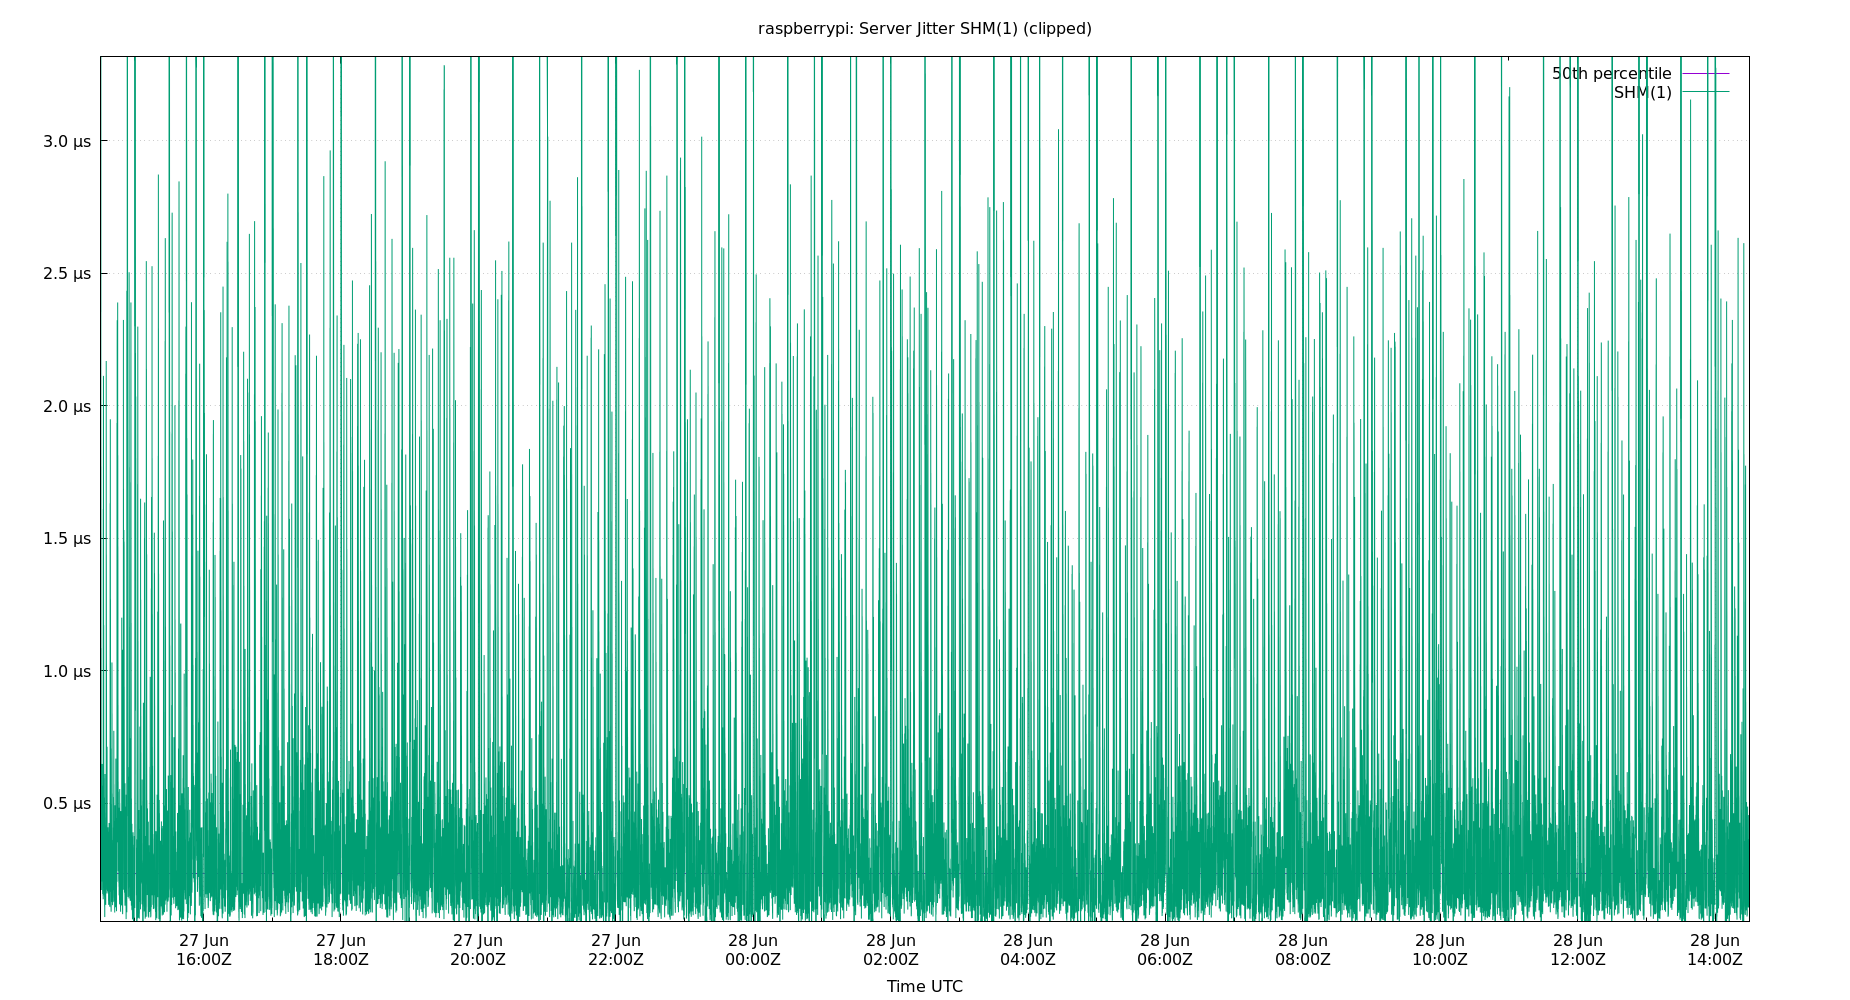 raspberrypi: Server Jitter SHM(1) (clipped)
50th percentile
SHM(1)
3.0 µs
2.5 µs
2.0 µs
1.5 µs
1.0 µs
0.5 µs
27 Jun 27 Jun 27 Jun 27 Jun 28 Jun 28 Jun 28 Jun 28 Jun 28 Jun 28 Jun 28 Jun 28 Jun
16:00Z 18:00Z 20:00Z 22:00Z 00:00Z 02:00Z 04:00Z 06:00Z 08:00Z 10:00Z 12:00Z 14:00Z
Time UTC